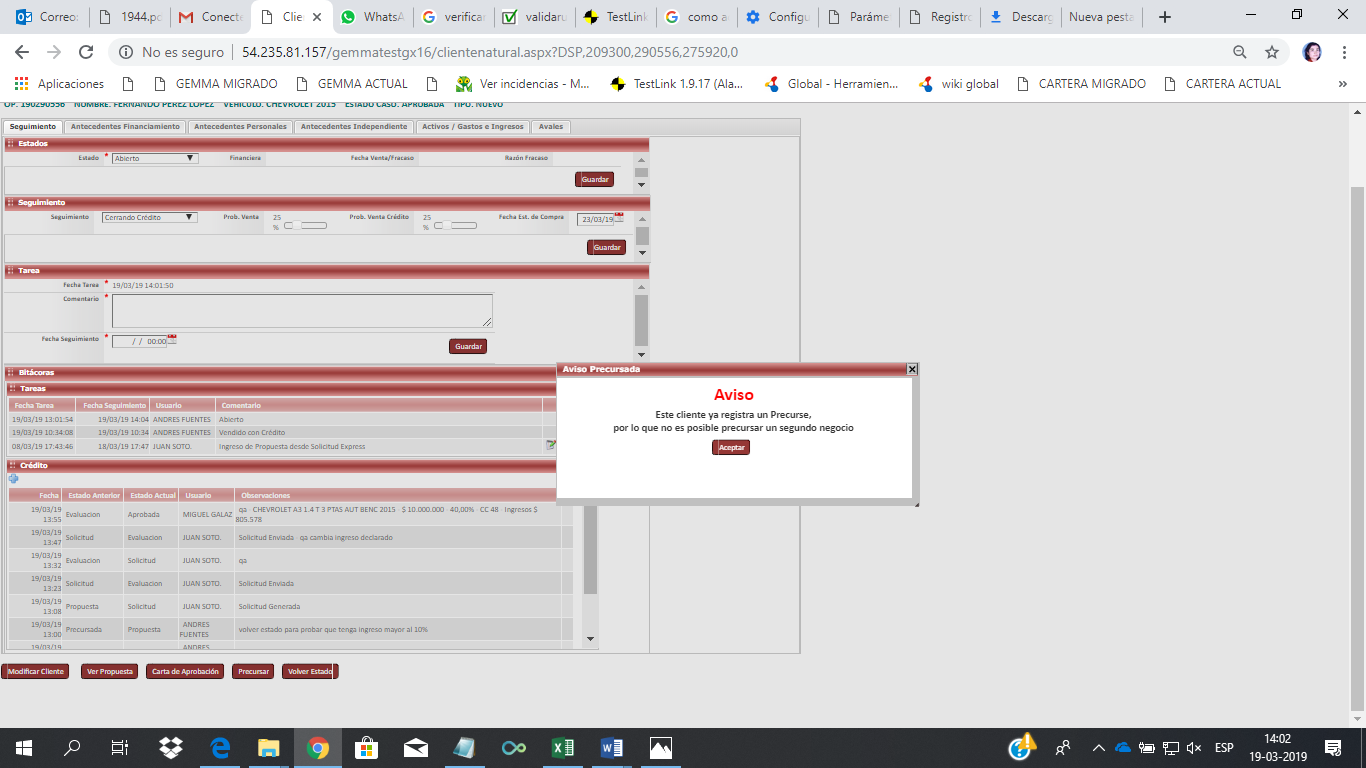 Correo: 1944.pd Conecte Clie WhatsA verificar validaru TestLink como a Configu Paráme Registro Descarg Nueva pesta
No es seguro 54.235.81.157/gemmatestgx16/clientenatural.aspx?DSP,209300,290556,275920,0
Aplicaciones GEMMA MIGRADO GEMMA ACTUAL Ver incidencias - M... TestLink 1.9.17 (Ala... Global - Herramien... wiki global CARTERA MIGRADO CARTERA ACTUAL »
OP. 190290556 NOMBRE: FERNANDO PEREZ LOPEZ VEHICULO: CHEVROLET 2015 ESTADO CASO: APROBADA TIPO: NUEVO
Seguimiento Antecedentes Financiamiento Antecedentes Personales Antecedentes Independiente Activos / Gastos e Ingresos Avales
Estados
Estado * Abierto Financiera Fecha Venta/Fracaso Razón Fracaso
Guardar
Seguimiento
Seguimiento Cerrando Crédito Prob. Venta 25 % Prob. Venta Crédito 25 % Fecha Est. de Compra 23/03/19
Guardar
Tarea
Fecha Tarea * 19/03/19 14:01:50
Comentario *
Fecha Seguimiento * / / 00:00
Guardar
Bitácoras
Tareas
Fecha Tarea Fecha Seguimiento Usuario Comentario
19/03/19 13:01:54 19/03/19 14:04 ANDRES FUENTES Abierto
19/03/19 10:34:08 19/03/19 10:34 ANDRES FUENTES Vendido con Crédito
08/03/19 17:43:46 18/03/19 17:47 JUAN SOTO. Ingreso de Propuesta desde Solicitud Express
Aviso Precursada
Aviso
Este cliente ya registra un Precurse,
por lo que no es posible precursar un segundo negocio
Aceptar
Crédito
Fecha Estado Anterior Estado Actual Usuario Observaciones
19/03/19 13:55 Evaluacion Aprobada MIGUEL GALAZ qa - CHEVROLET A3 1.4 T 3 PTAS AUT BENC 2015 - $ 10.000.000 - 40,00% - CC 48 - Ingresos $ 805.578
19/03/19 13:47 Solicitud Evaluacion JUAN SOTO. Solicitud Enviada - qa cambia ingreso declarado
19/03/19 13:32 Evaluacion Solicitud JUAN SOTO. qa
19/03/19 13:23 Solicitud Evaluacion JUAN SOTO. Solicitud Enviada
19/03/19 13:08 Propuesta Solicitud JUAN SOTO. Solicitud Generada
19/03/19 13:00 Precursada Propuesta ANDRES FUENTES volver estado para probar que tenga ingreso mayor al 10%
19/03/19 ANDRES
Modificar Cliente Ver Propuesta Carta de Aprobación Precursar Volver Estado
ESP 14:02
19-03-2019